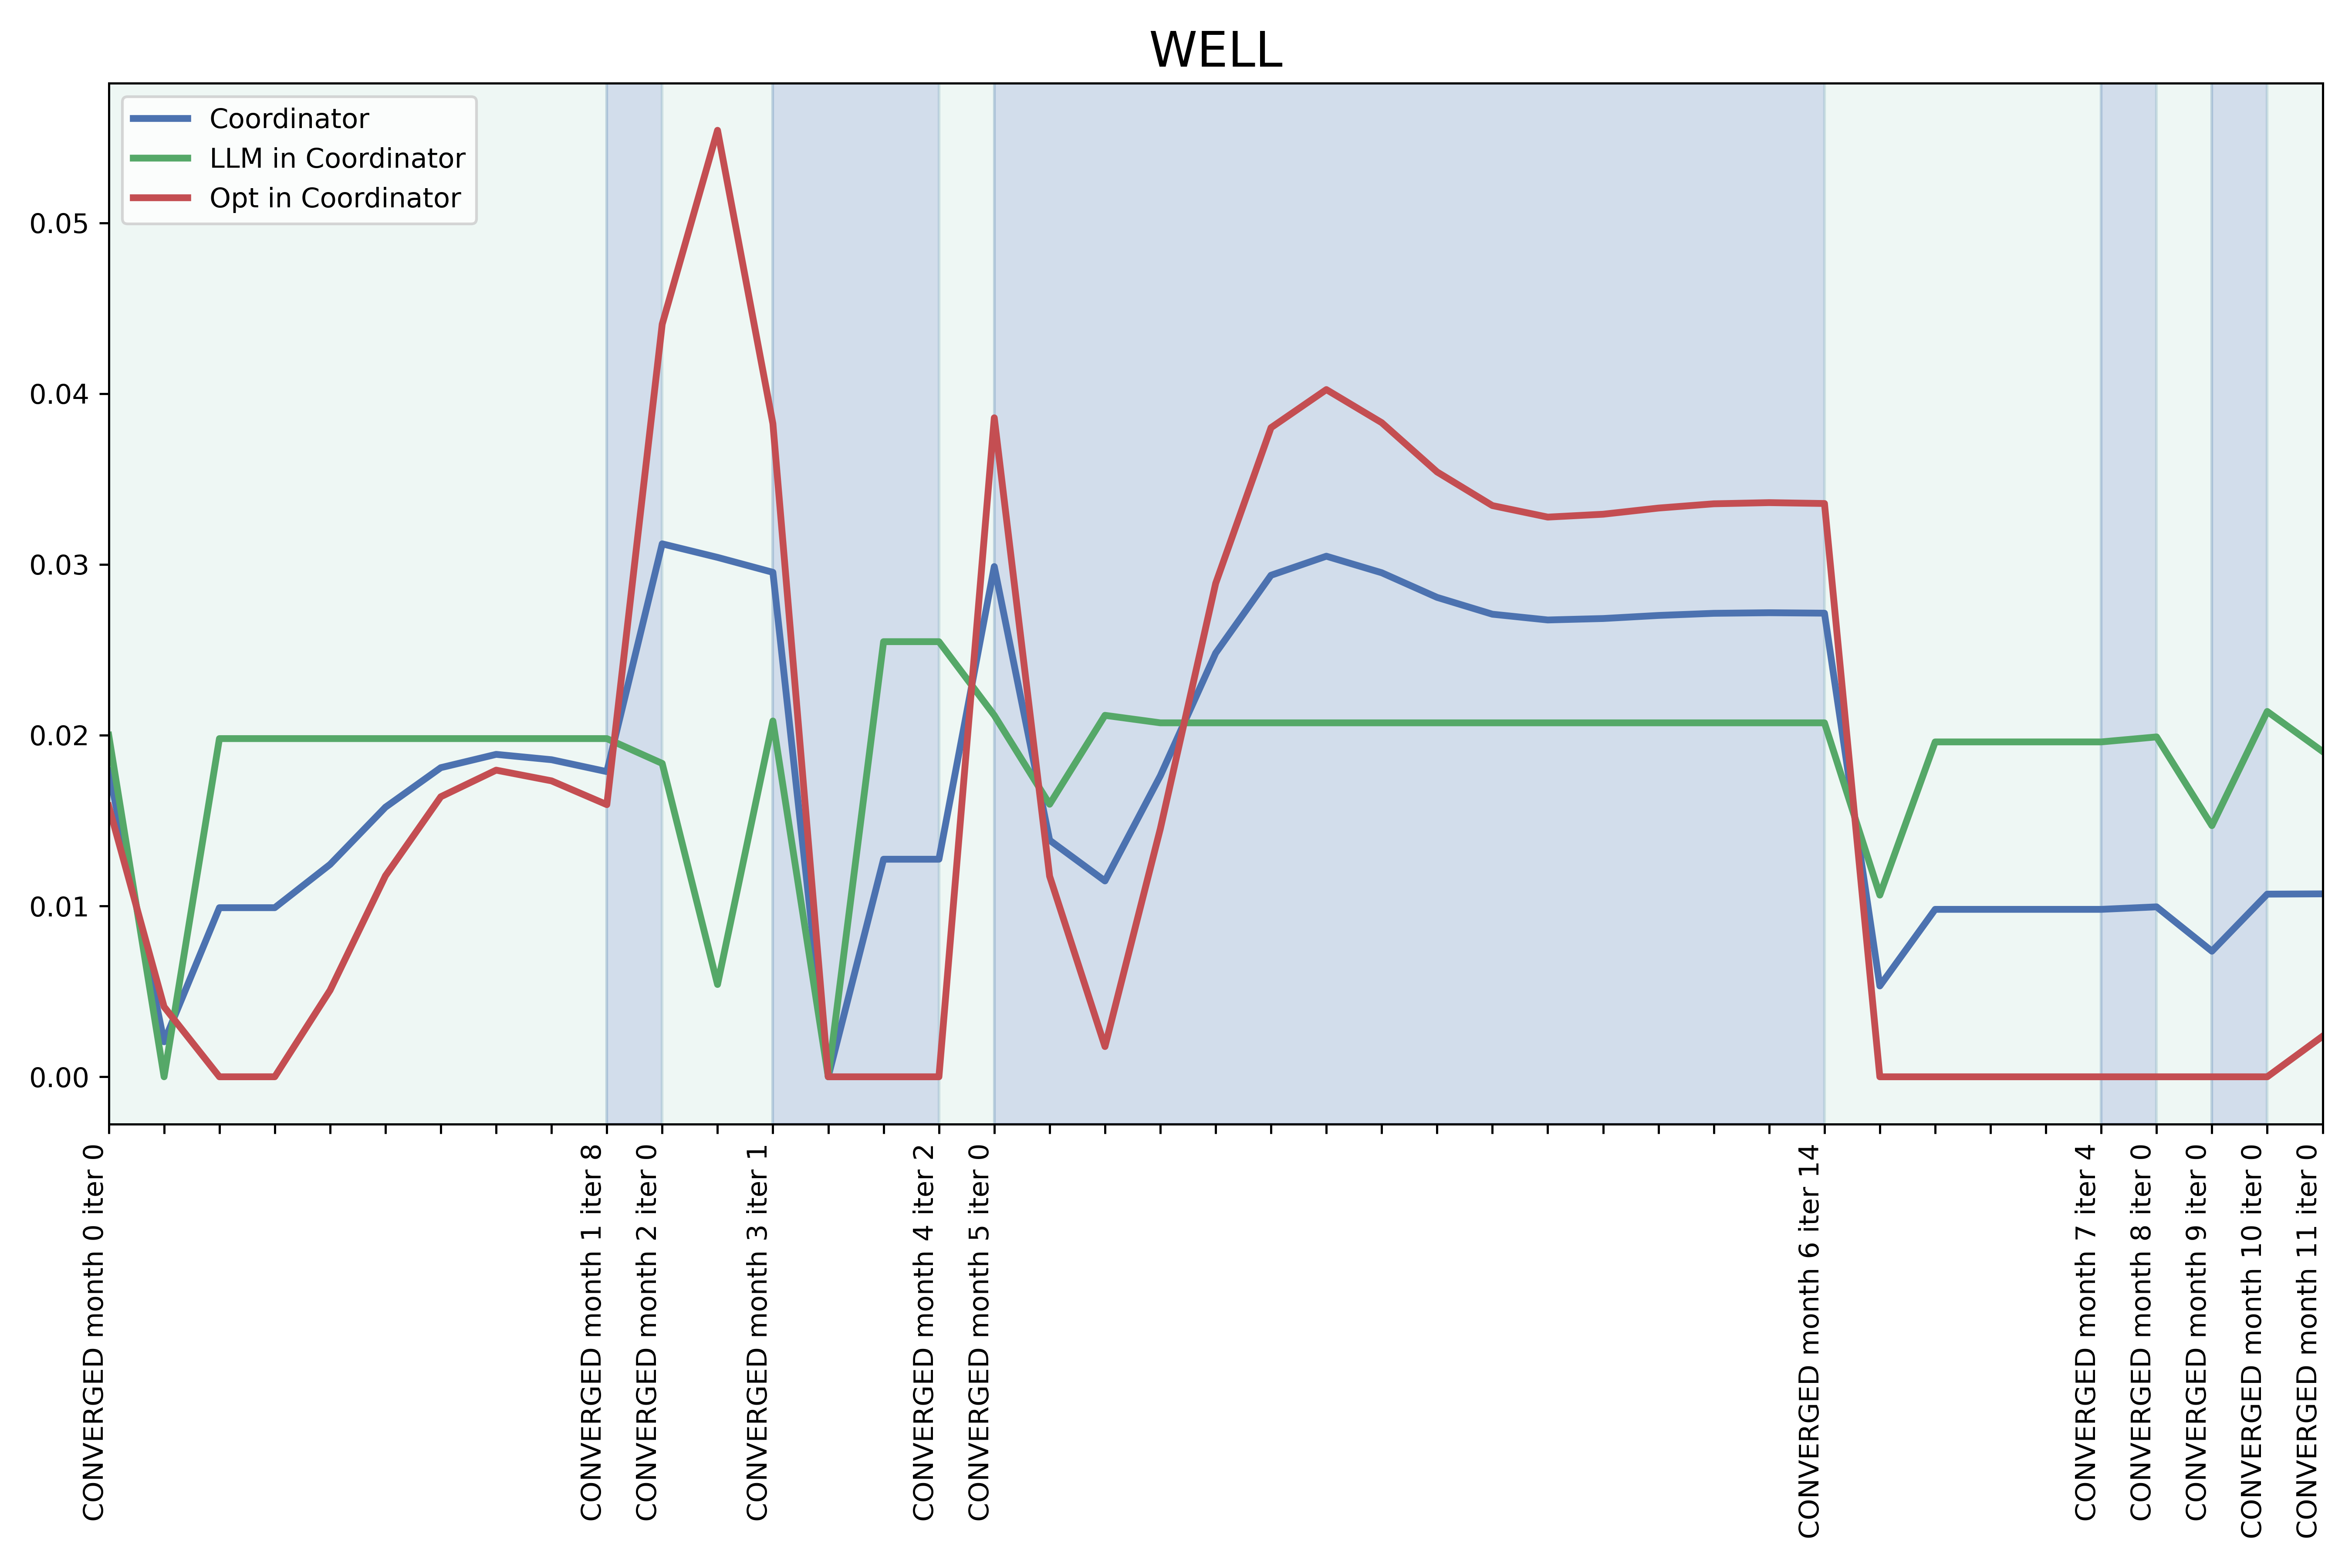 WELL
Coordinator
LLM in Coordinator
Opt in Coordinator
0.05
0.04
0.03
0.02
0.01
0.00
CONVERGED month 0 iter 0
CONVERGED month 1 iter 8
CONVERGED month 2 iter 0
CONVERGED month 3 iter 1
CONVERGED month 4 iter 2
CONVERGED month 5 iter 0
CONVERGED month 6 iter 14
CONVERGED month 7 iter 4
CONVERGED month 8 iter 0
CONVERGED month 9 iter 0
CONVERGED month 10 iter 0
CONVERGED month 11 iter 0